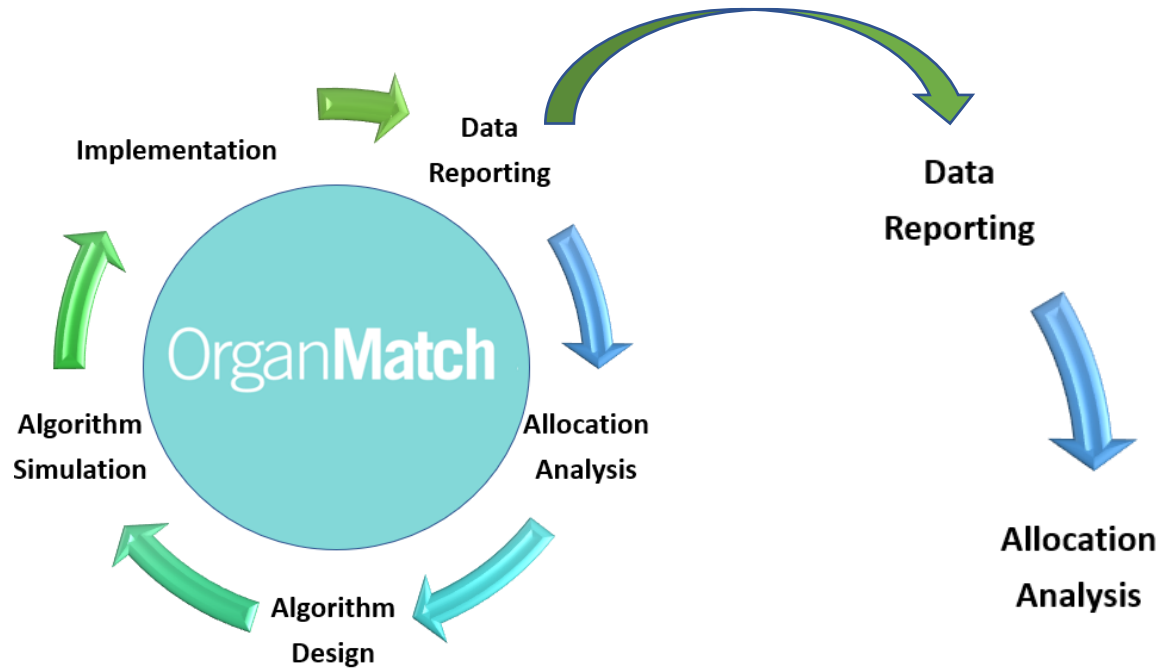 Implementation
Data
Reporting
OrganMatch
Algorithm
Simulation
Allocation
Analysis
Algorithm
Design
Data
Reporting
Allocation
Analysis